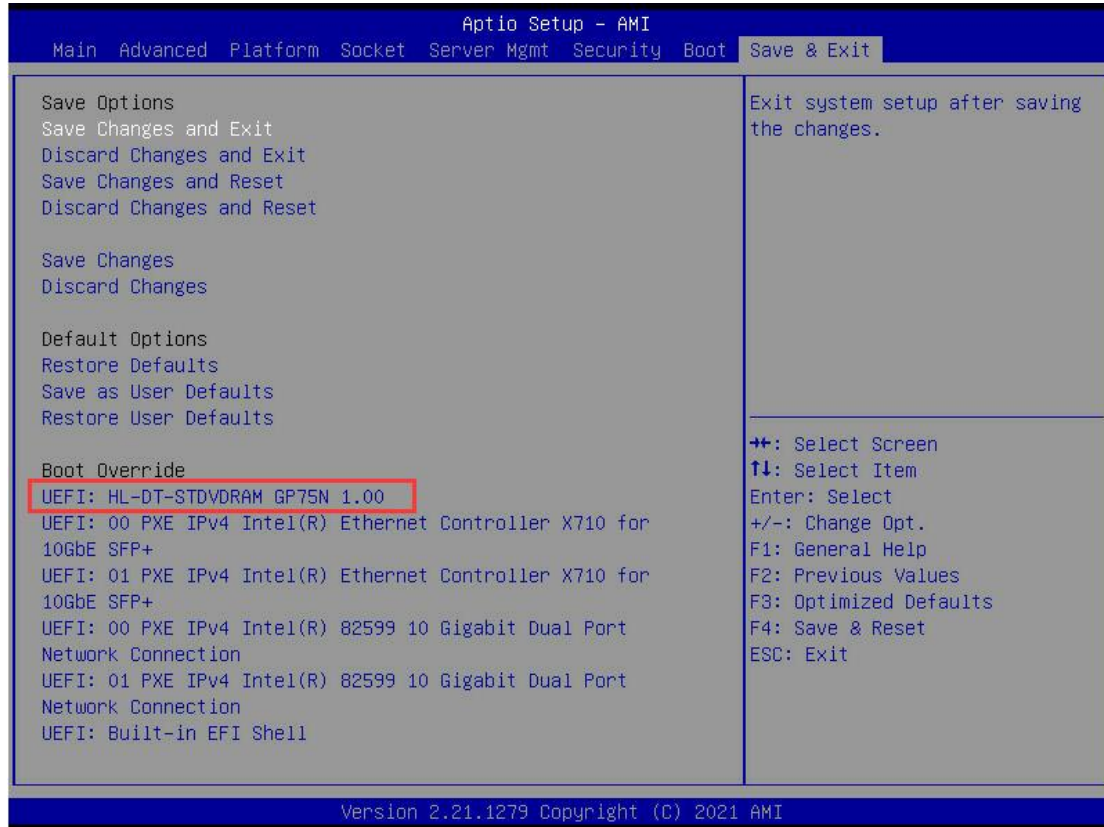 Aptio Setup – AMI
Main Advanced Platform Socket Server Mgmt Security Boot Save & Exit
Save Options
Save Changes and Exit
Discard Changes and Exit
Save Changes and Reset
Discard Changes and Reset
Save Changes
Discard Changes
Default Options
Restore Defaults
Save as User Defaults
Restore User Defaults
Boot Override
UEFI: HL-DT-STDVDRAM GP75N 1.00
UEFI: 00 PXE IPv4 Intel(R) Ethernet Controller X710 for
10GbE SFP+
UEFI: 01 PXE IPv4 Intel(R) Ethernet Controller X710 for
10GbE SFP+
UEFI: 00 PXE IPv4 Intel(R) 82599 10 Gigabit Dual Port
Network Connection
UEFI: 01 PXE IPv4 Intel(R) 82599 10 Gigabit Dual Port
Network Connection
UEFI: Built-in EFI Shell
Exit system setup after saving
the changes.
→←: Select Screen
↑↓: Select Item
Enter: Select
+/-: Change Opt.
F1: General Help
F2: Previous Values
F3: Optimized Defaults
F4: Save & Reset
ESC: Exit
Version 2.21.1279 Copyright (C) 2021 AMI